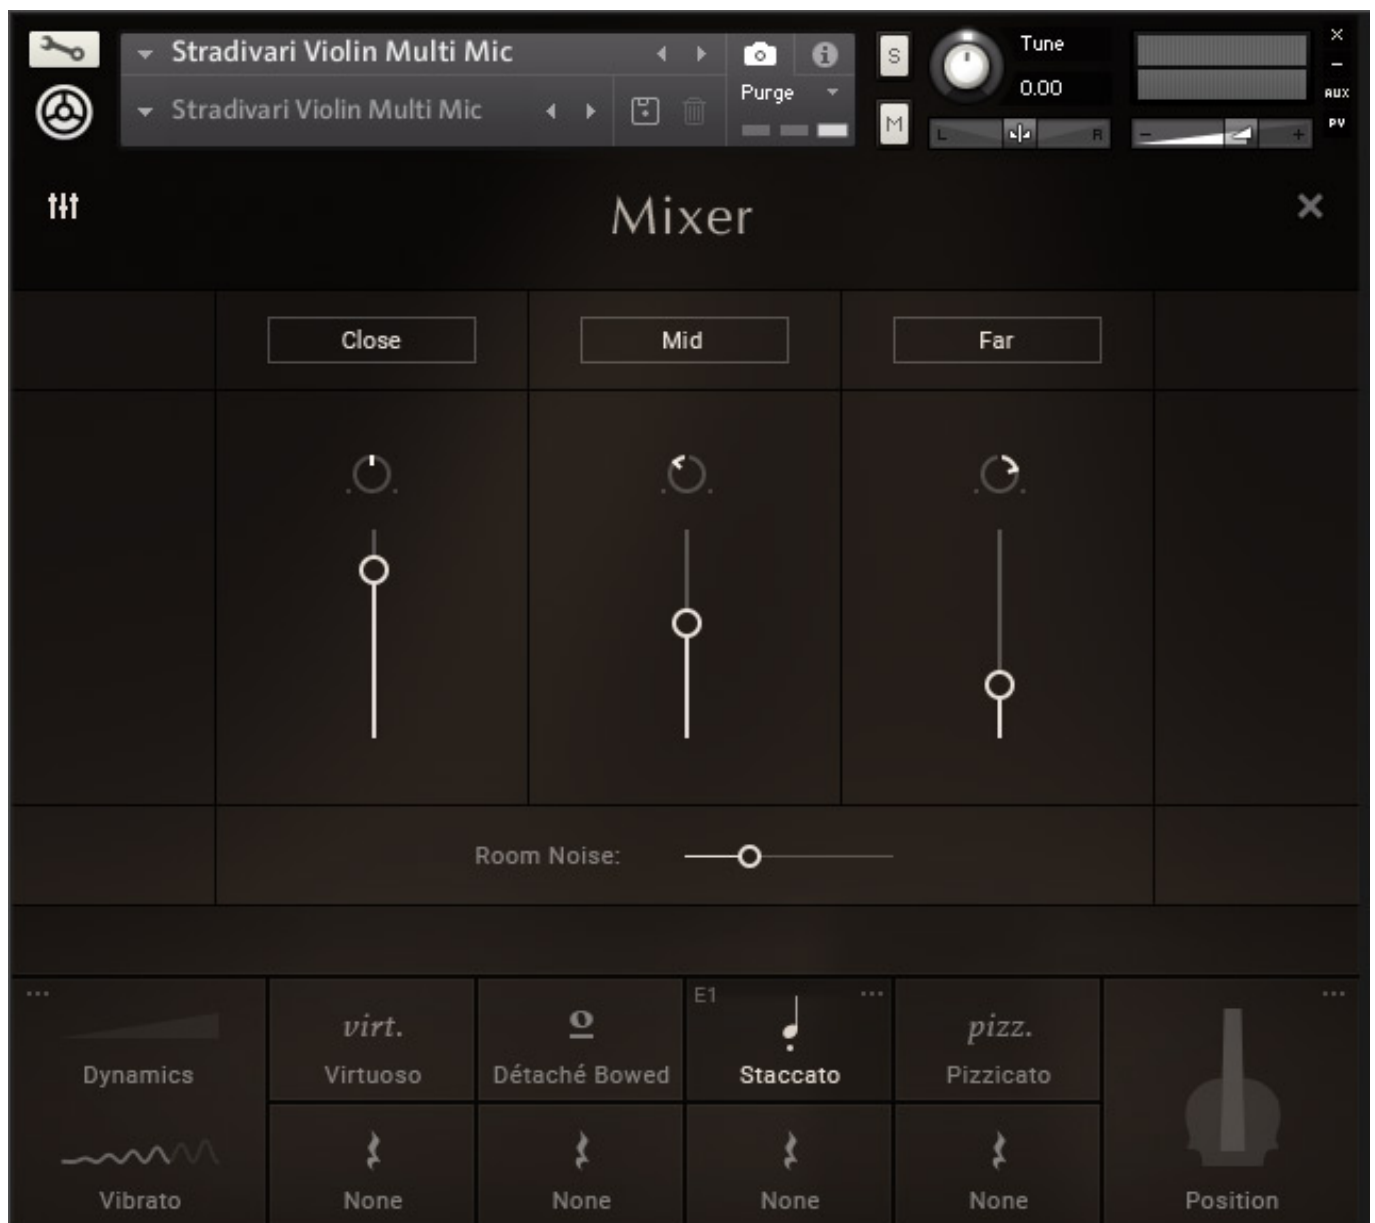 Stradivari Violin Multi Mic
S
Tune
×
Stradivari Violin Multi Mic
Purge
0.00
AUX
M
L
R
−
+
PV
Mixer
×
Close
Mid
Far
Room Noise:
Dynamics
virt.
Virtuoso
Détaché Bowed
E1
Staccato
pizz.
Pizzicato
Vibrato
None
None
None
None
Position